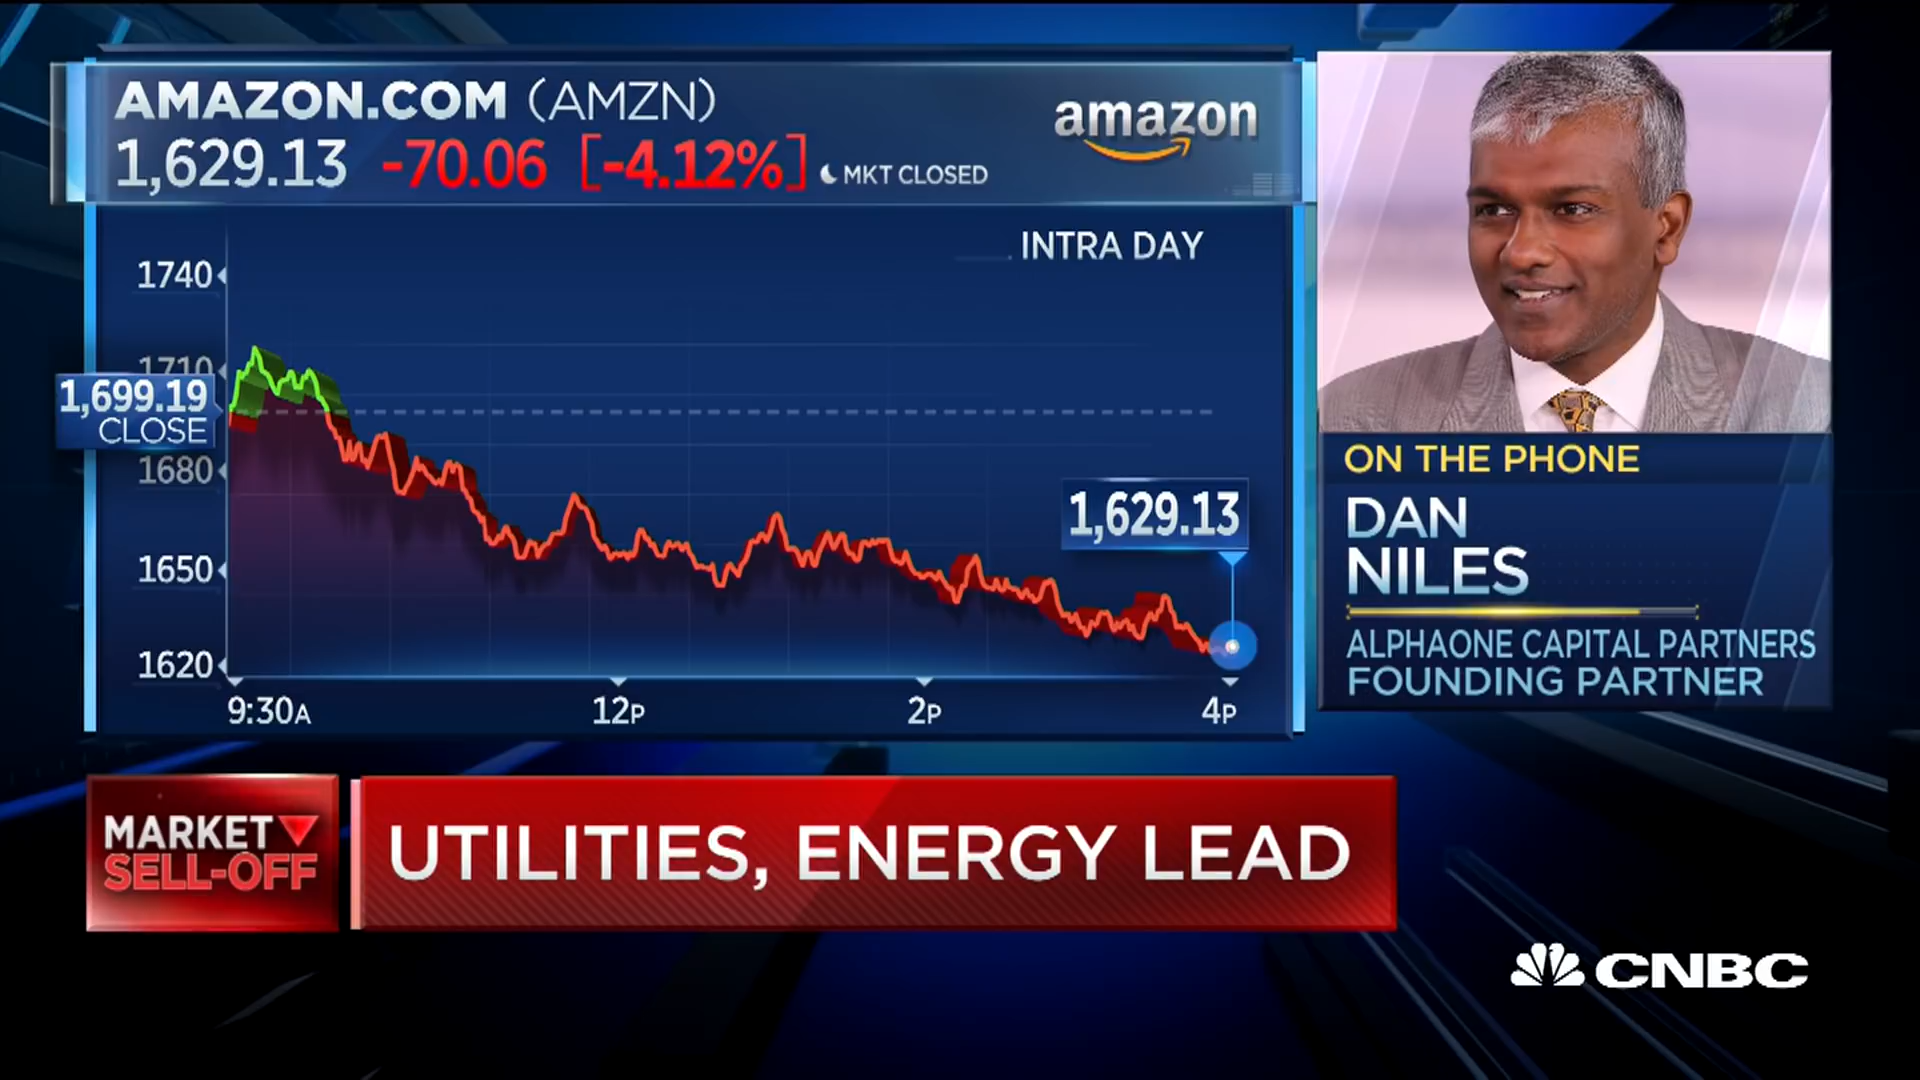 AMAZON.COM (AMZN)
1,629.13 -70.06 [-4.12%] MKT CLOSED
amazon
INTRA DAY
1740
1710
1,699.19
CLOSE
1680
1650
1620
1,629.13
9:30A 12P 2P 4P
ON THE PHONE
DAN
NILES
ALPHAONE CAPITAL PARTNERS
FOUNDING PARTNER
MARKET
SELL-OFF
UTILITIES, ENERGY LEAD
CNBC